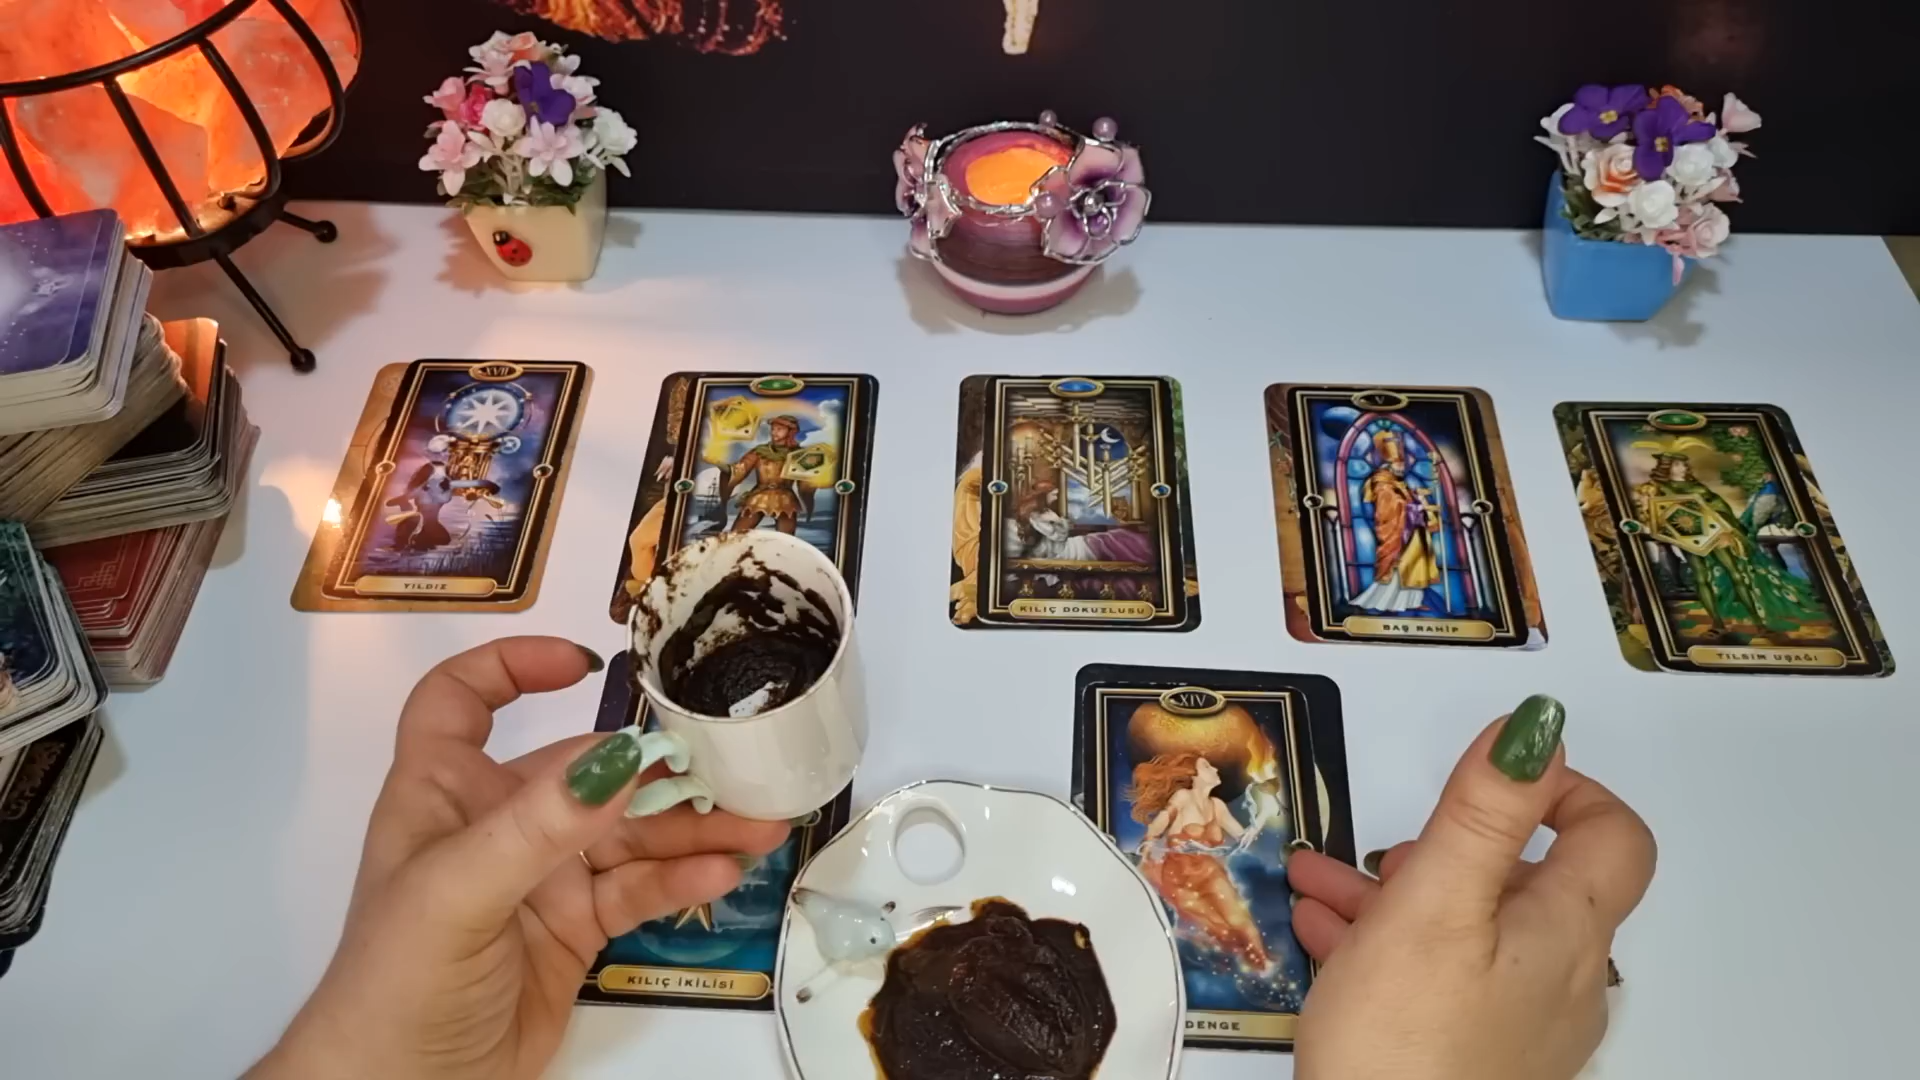 XVII
YILDIZ
KILIÇ DOKUZLUSU
V
BAŞ RAHİP
TILSIM UŞAĞI
XIV
KILIÇ İKİLİSİ
DENGE